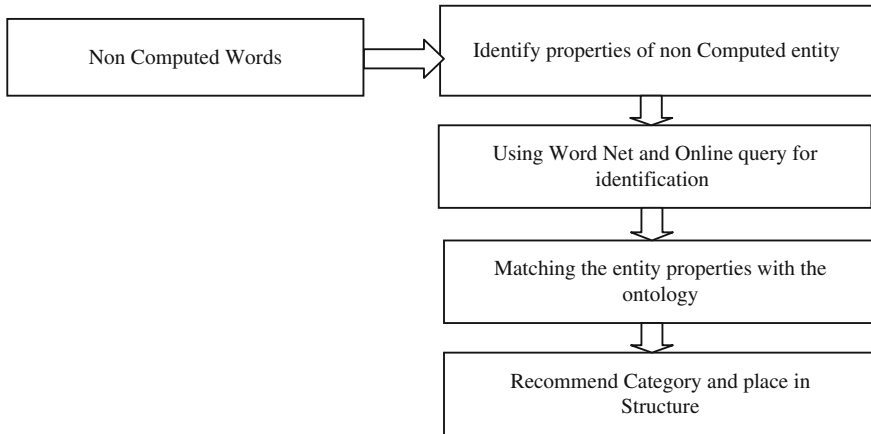 Non Computed Words
Identify properties of non Computed entity
Using Word Net and Online query for
identification
Matching the entity properties with the
ontology
Recommend Category and place in
Structure